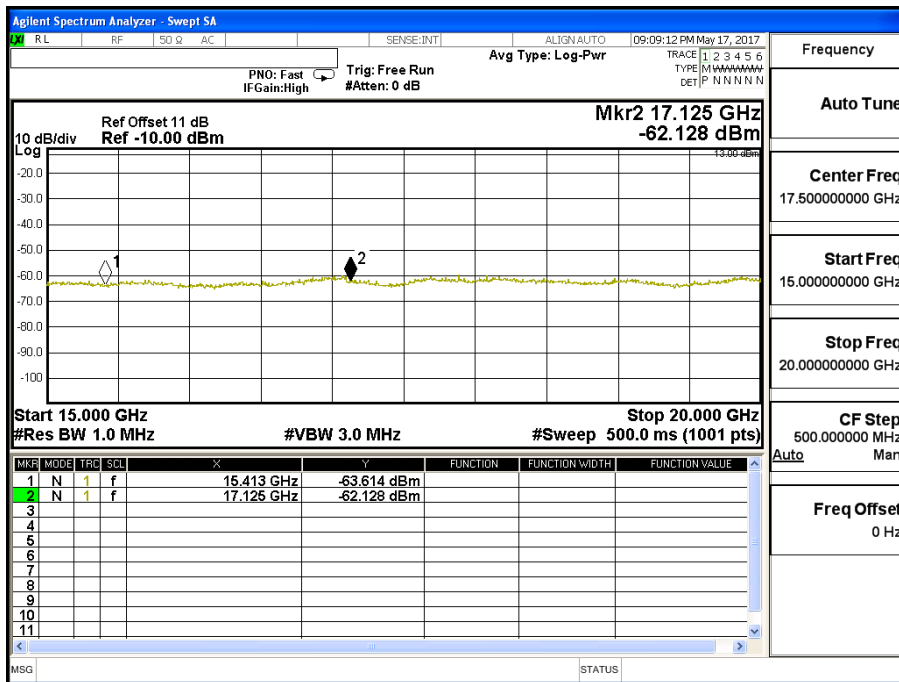 Agilent Spectrum Analyzer - Swept SA
LXI RL RF 50 Ω AC SENSE:INT ALIGNAUTO 09:09:12 PM May 17, 2017
Frequency
Avg Type: Log-Pwr
TRACE 1 2 3 4 5 6
TYPE MWWWWW
DET P N N N N N
PNO: Fast
IFGain:High
Trig: Free Run
#Atten: 0 dB
Auto Tune
Mkr2 17.125 GHz
-62.128 dBm
Ref Offset 11 dB
10 dB/div Ref -10.00 dBm
Log
13.00 dBm
-20.0
-30.0
-40.0
-50.0
-60.0
-70.0
-80.0
-90.0
-100
1
2
Center Freq
17.500000000 GHz
Start Freq
15.000000000 GHz
Stop Freq
20.000000000 GHz
Start 15.000 GHz Stop 20.000 GHz
#Res BW 1.0 MHz #VBW 3.0 MHz #Sweep 500.0 ms (1001 pts)
CF Step
500.000000 MHz
Auto Man
MKR MODE TRC SCL X Y FUNCTION FUNCTION WIDTH FUNCTION VALUE
1 N 1 f 15.413 GHz -63.614 dBm
2 N 1 f 17.125 GHz -62.128 dBm
3
4
5
6
7
8
9
10
11
Freq Offset
0 Hz
MSG STATUS